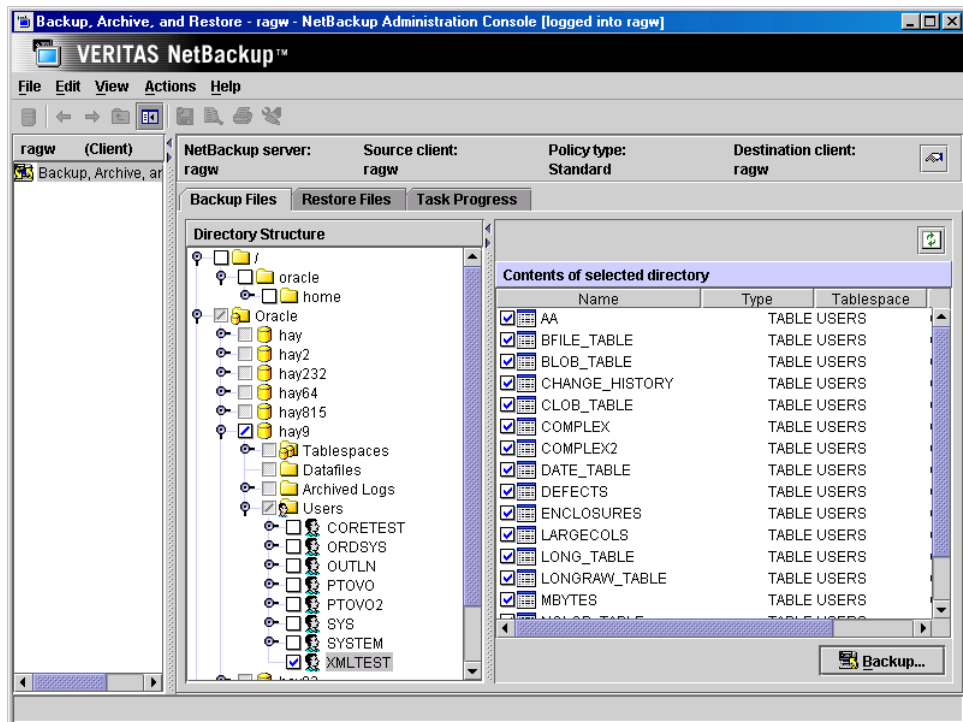 Backup, Archive, and Restore - ragw - NetBackup Administration Console [logged into ragw]
VERITAS NetBackup™
File Edit View Actions Help
ragw (Client)
Backup, Archive, ar
NetBackup server: Source client: Policy type: Destination client:
ragw ragw Standard ragw
Backup Files Restore Files Task Progress
Directory Structure
/
oracle
home
Oracle
hay
hay2
hay232
hay64
hay815
hay9
Tablespaces
Datafiles
Archived Logs
Users
CORETEST
ORDSYS
OUTLN
PTOVO
PTOVO2
SYS
SYSTEM
XMLTEST
Contents of selected directory
Name Type Tablespace
AA TABLE USERS
BFILE_TABLE TABLE USERS
BLOB_TABLE TABLE USERS
CHANGE_HISTORY TABLE USERS
CLOB_TABLE TABLE USERS
COMPLEX TABLE USERS
COMPLEX2 TABLE USERS
DATE_TABLE TABLE USERS
DEFECTS TABLE USERS
ENCLOSURES TABLE USERS
LARGECOLS TABLE USERS
LONG_TABLE TABLE USERS
LONGRAW_TABLE TABLE USERS
MBYTES TABLE USERS
Backup...